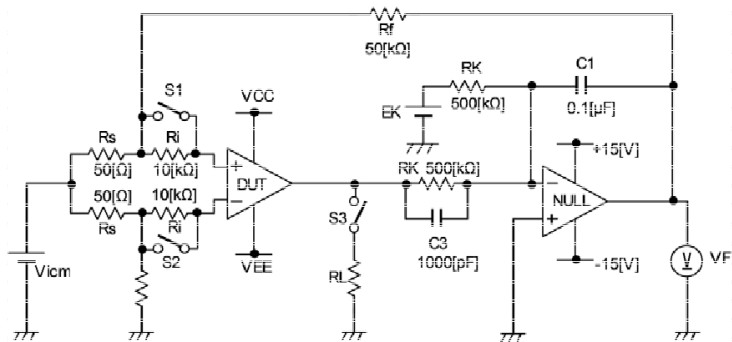 Rf
50[kΩ]
RK
500[kΩ]
C1
0.1[μF]
EK
S1
VCC
Rs
50[Ω]
Ri
10[kΩ]
DUT
RK 500[kΩ]
+15[V]
NULL
50[Ω]
Rs
10[kΩ]
Ri
S2
VEE
S3
C3
1000[pF]
-15[V]
Vicm
RL
V
VF